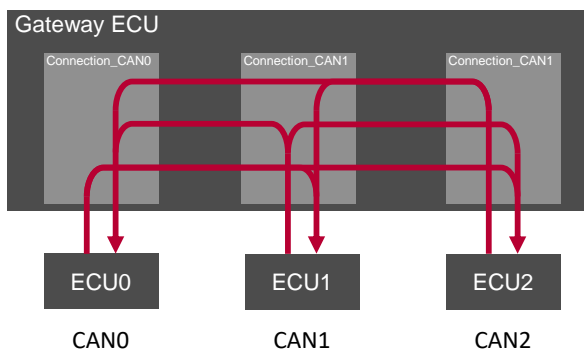 Gateway ECU
Connection_CAN0
Connection_CAN1
Connection_CAN1
ECU0
ECU1
ECU2
CAN0
CAN1
CAN2